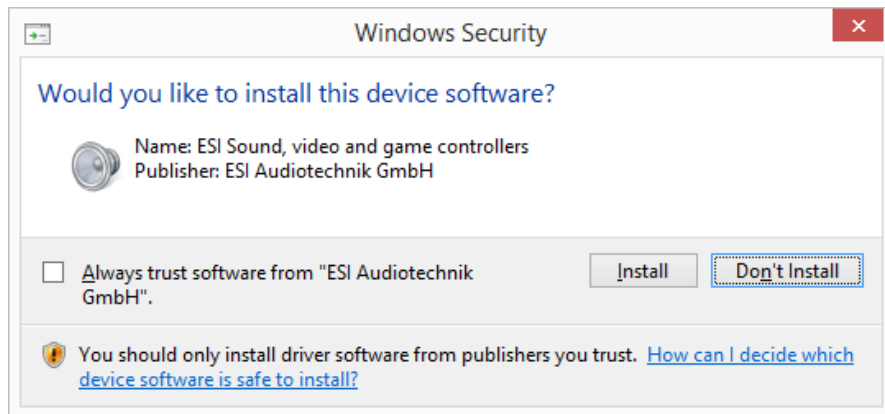 Windows Security
Would you like to install this device software?
Name: ESI Sound, video and game controllers
Publisher: ESI Audiotechnik GmbH
Always trust software from "ESI Audiotechnik
GmbH".
Install
Don't Install
You should only install driver software from publishers you trust. How can I decide which
device software is safe to install?